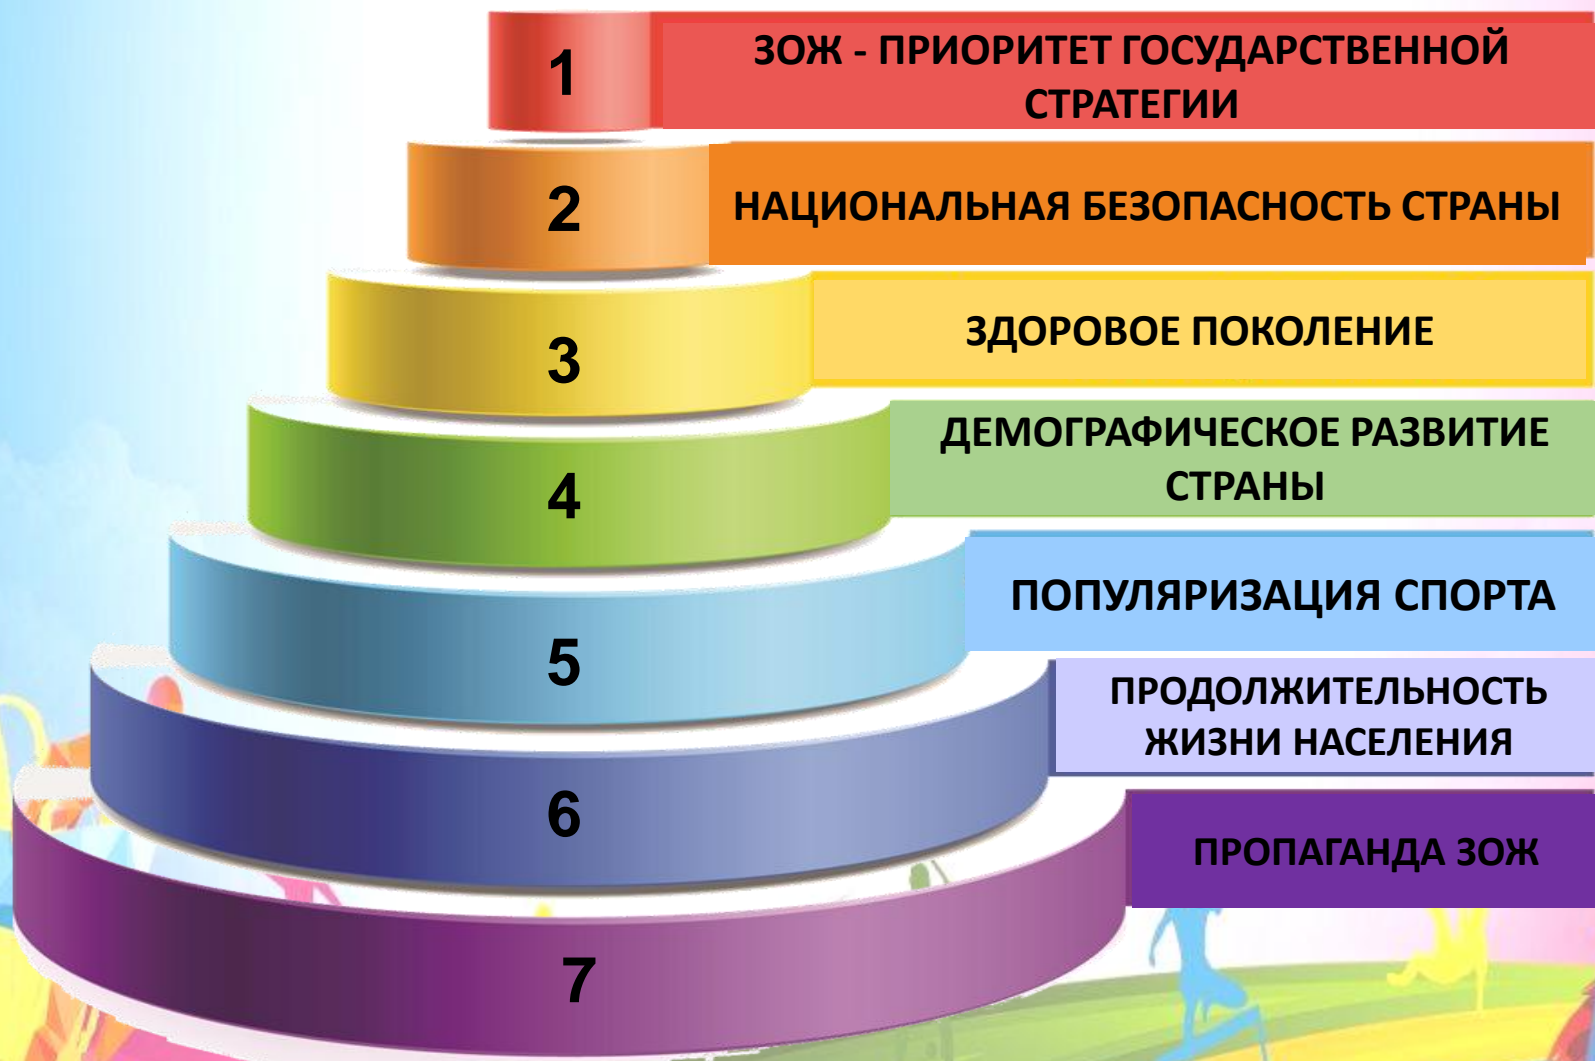 1
ЗОЖ - ПРИОРИТЕТ ГОСУДАРСТВЕННОЙ
СТРАТЕГИИ
2
НАЦИОНАЛЬНАЯ БЕЗОПАСНОСТЬ СТРАНЫ
3
ЗДОРОВОЕ ПОКОЛЕНИЕ
4
ДЕМОГРАФИЧЕСКОЕ РАЗВИТИЕ
СТРАНЫ
5
ПОПУЛЯРИЗАЦИЯ СПОРТА
6
ПРОДОЛЖИТЕЛЬНОСТЬ
ЖИЗНИ НАСЕЛЕНИЯ
7
ПРОПАГАНДА ЗОЖ